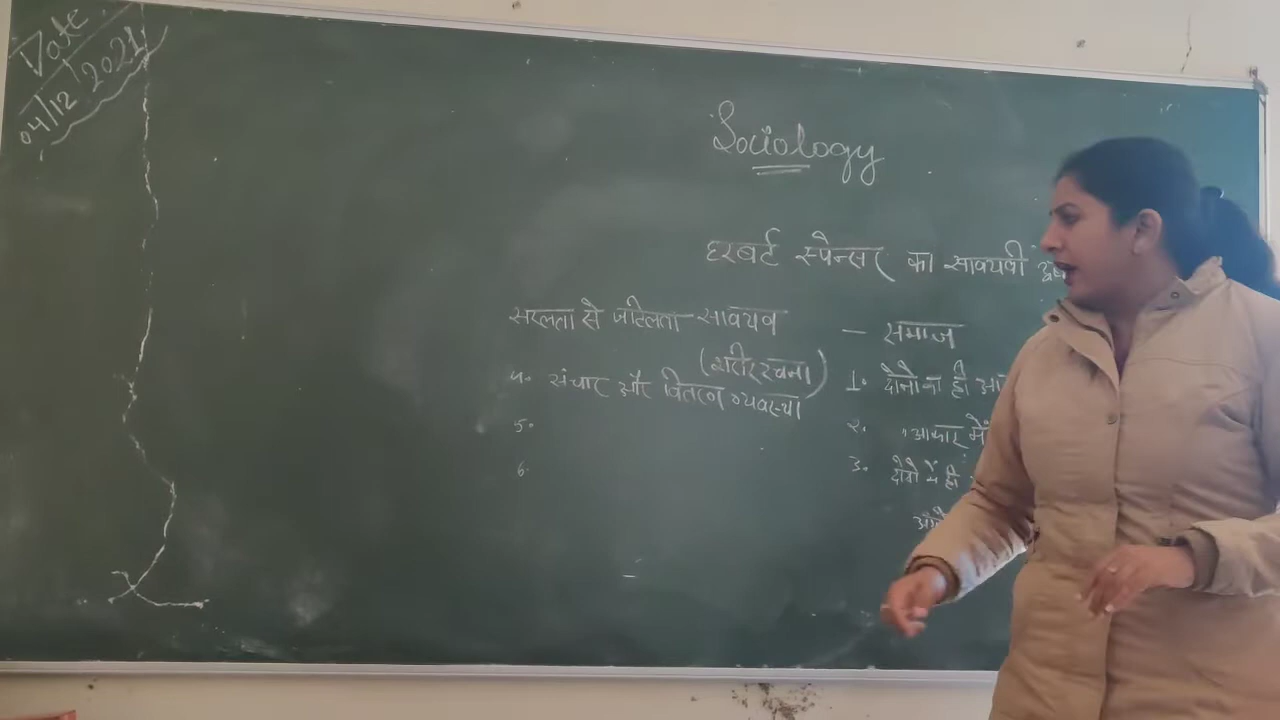 Date
04/12/2021
Sociology
हरबर्ट स्पेन्सर का सावयवी
सरलता से जटिलता - सावयव - समाज
(शरीर रचना)
4. संचार और वितरण व्यवस्था
5.
6.
1. दोनों का ही
2. " आकार में
3. दोनों में ही